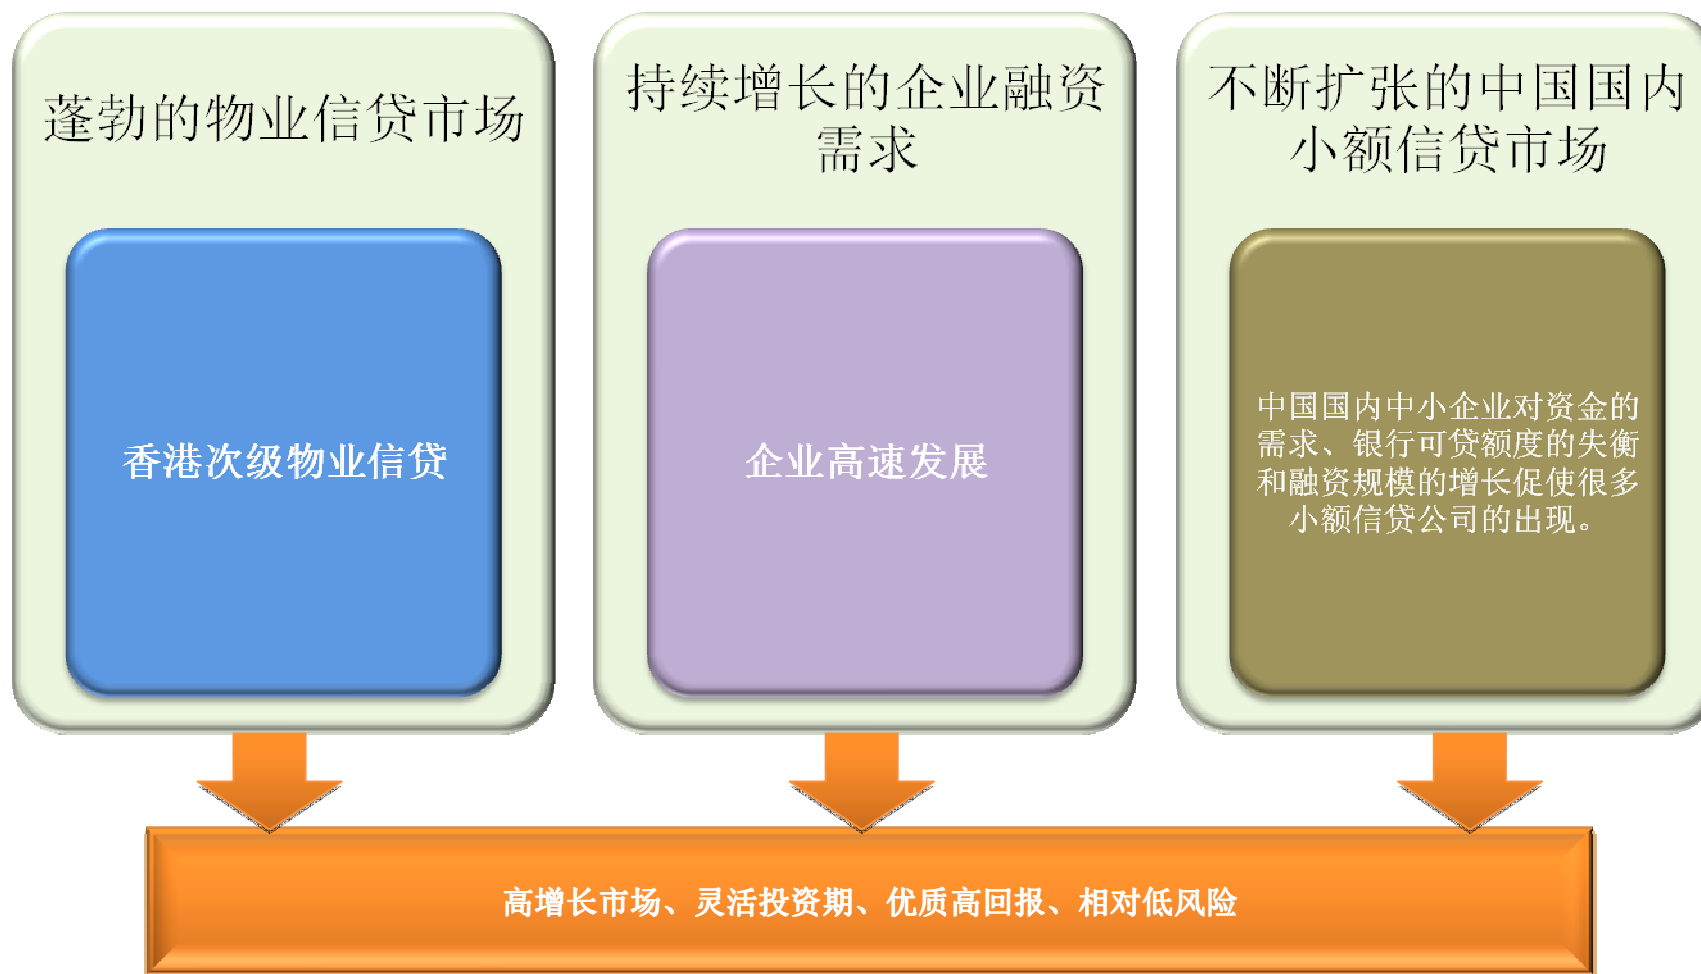 蓬勃的物业信贷市场
香港次级物业信贷
持续增长的企业融资
需求
企业高速发展
不断扩张的中国国内
小额信贷市场
中国国内中小企业对资金的
需求、银行可贷额度的失衡
和融资规模的增长促使很多
小额信贷公司的出现。
高增长市场、灵活投资期、优质高回报、相对低风险